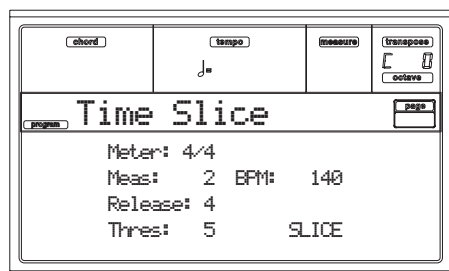 chord tempo measure transpose
♩= C 0
octave
program Time Slice page
Meter: 4/4
Meas: 2 BPM: 140
Release: 4
Thres: 5 SLICE